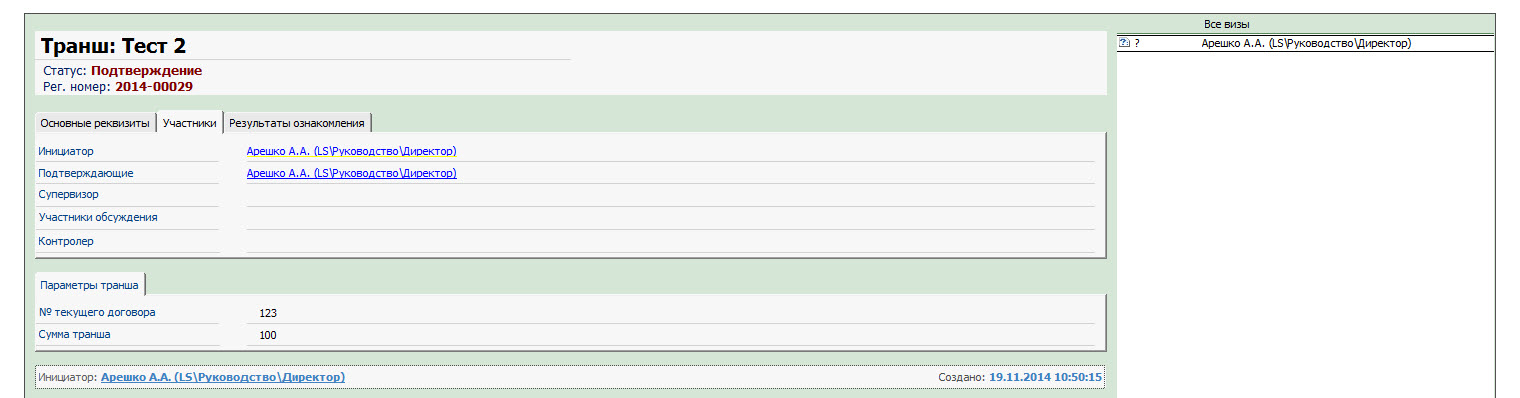 Транш: Тест 2
Статус: Подтверждение
Рег. номер: 2014-00029
Основные реквизиты Участники Результаты ознакомления
Инициатор Арешко А.А. (LS\Руководство\Директор)
Подтверждающие Арешко А.А. (LS\Руководство\Директор)
Супервизор
Участники обсуждения
Контролер
Параметры транша
№ текущего договора 123
Сумма транша 100
Инициатор: Арешко А.А. (LS\Руководство\Директор) Создано: 19.11.2014 10:50:15
Все визы
? Арешко А.А. (LS\Руководство\Директор)